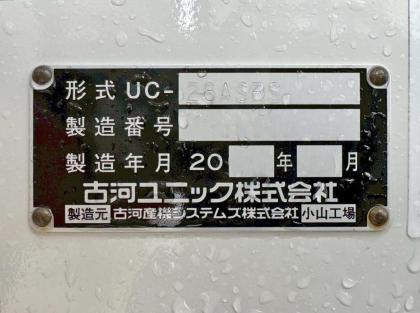 形式 UC-26ASBS
製造番号
製造年月 20 年 月
古河ユニック株式会社
製造元 古河産機システムズ株式会社 小山工場